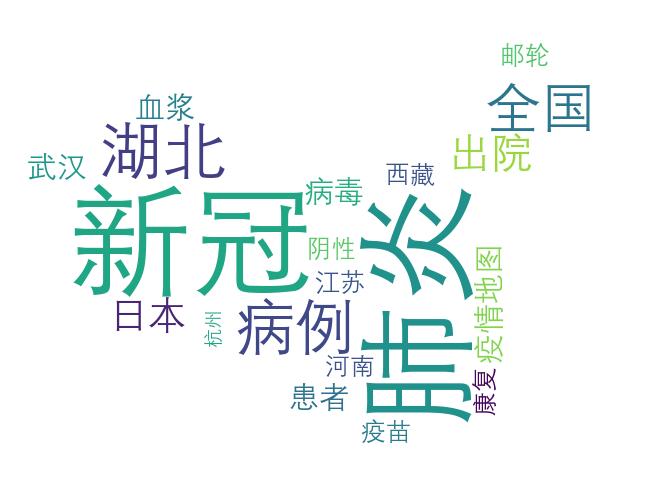 邮轮
全国
血浆
湖北
出院
武汉
西藏
病毒
新冠
阴性
肺炎
疫情地图
江苏
日本
杭州
病例
河南
康复
患者
疫苗